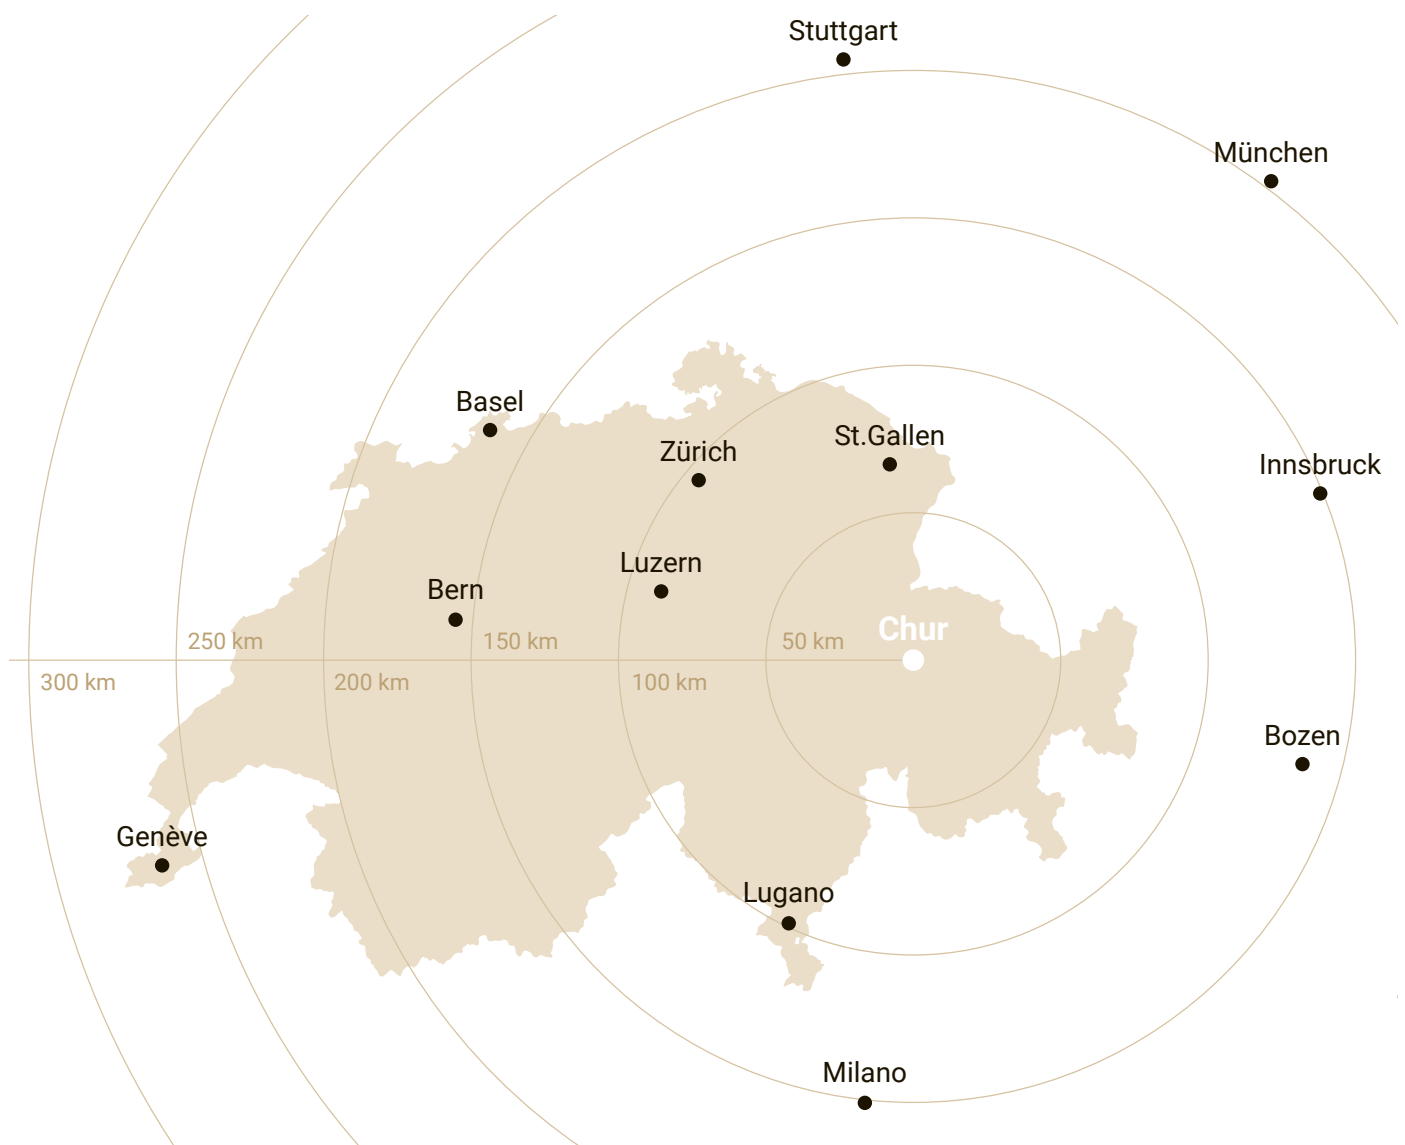 Stuttgart
München
Basel
St.Gallen
Zürich
Innsbruck
Luzern
Bern
Chur
250 km
150 km
50 km
300 km
200 km
100 km
Bozen
Genève
Lugano
Milano